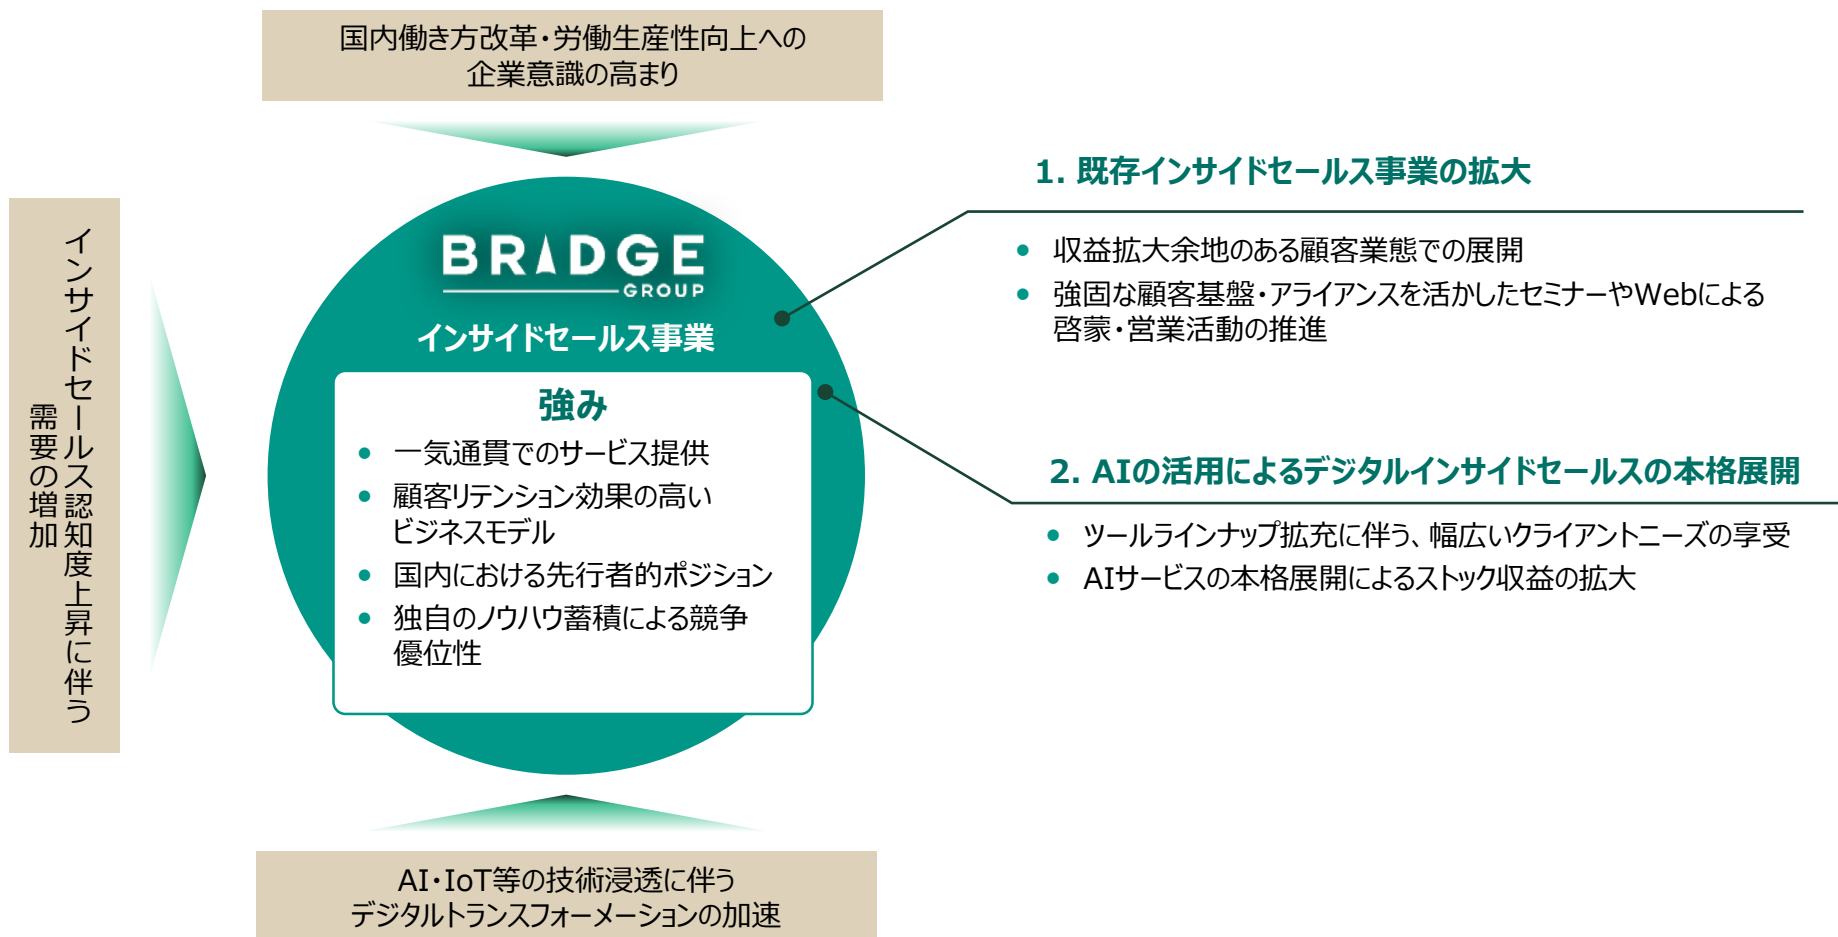 国内働き方改革・労働生産性向上への
企業意識の高まり
インサイドセールス認知度上昇に伴う
需要の増加
BRIDGE
GROUP
インサイドセールス事業
強み
• 一気通貫でのサービス提供
• 顧客リテンション効果の高い
ビジネスモデル
• 国内における先行者的ポジション
• 独自のノウハウ蓄積による競争
優位性
AI・IoT等の技術浸透に伴う
デジタルトランスフォーメーションの加速
1. 既存インサイドセールス事業の拡大
• 収益拡大余地のある顧客業態での展開
• 強固な顧客基盤・アライアンスを活かしたセミナーやWebによる
啓蒙・営業活動の推進
2. AIの活用によるデジタルインサイドセールスの本格展開
• ツールラインナップ拡充に伴う、幅広いクライアントニーズの享受
• AIサービスの本格展開によるストック収益の拡大